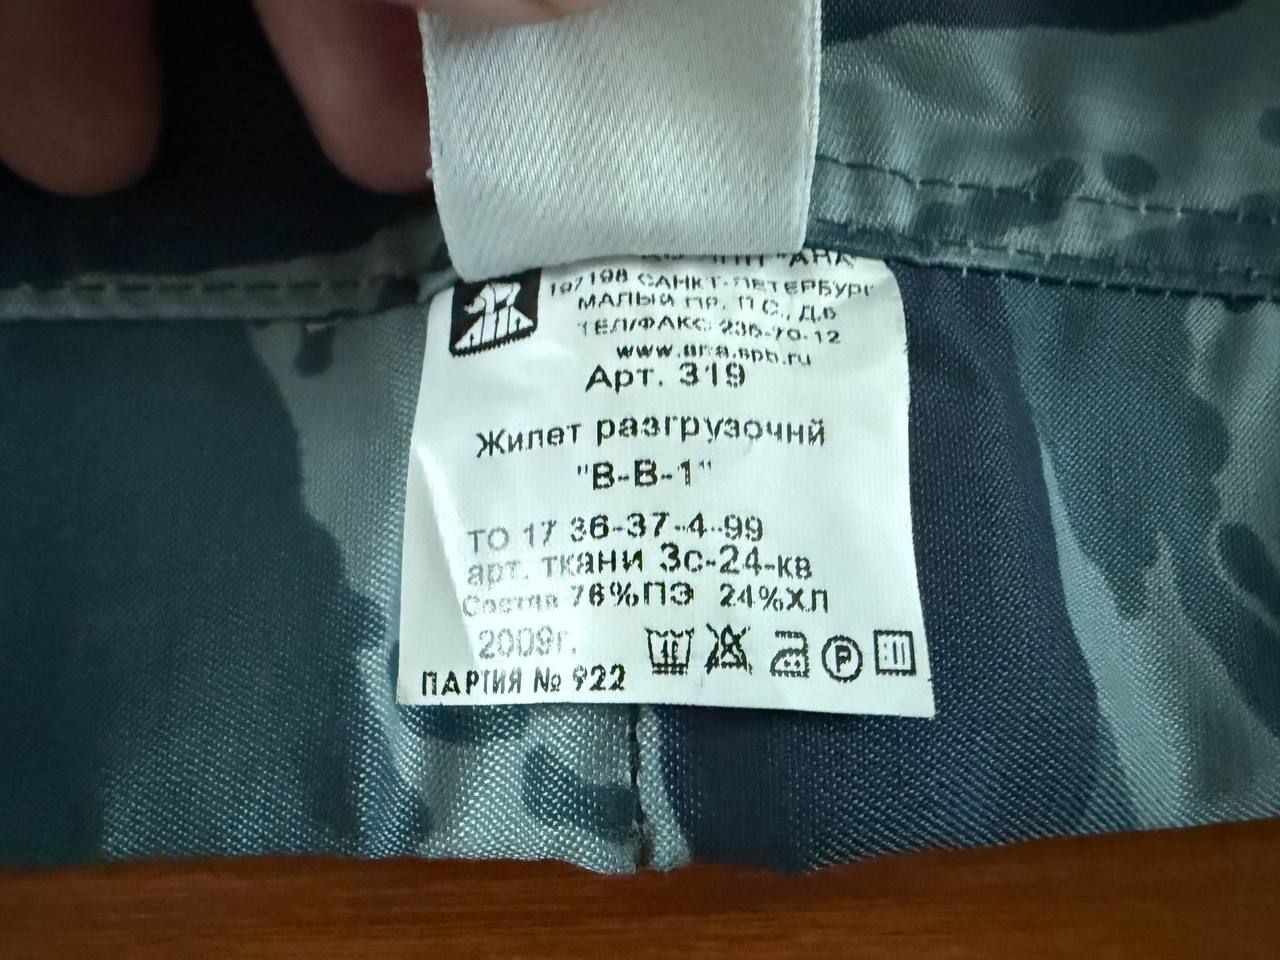 "АНА"
197198 САНКТ-ПЕТЕРБУРГ
МАЛЫЙ ПР. П.С., Д.6
ТЕЛ/ФАКС 235-70-12
www.ana.spb.ru
Арт. 319
Жилет разгрузочнй
"В-В-1"
ТО 17 36-37-4-99
арт. ткани 3с-24-кв
Состав 76%ПЭ 24%ХЛ
2009г.
ПАРТИЯ № 922